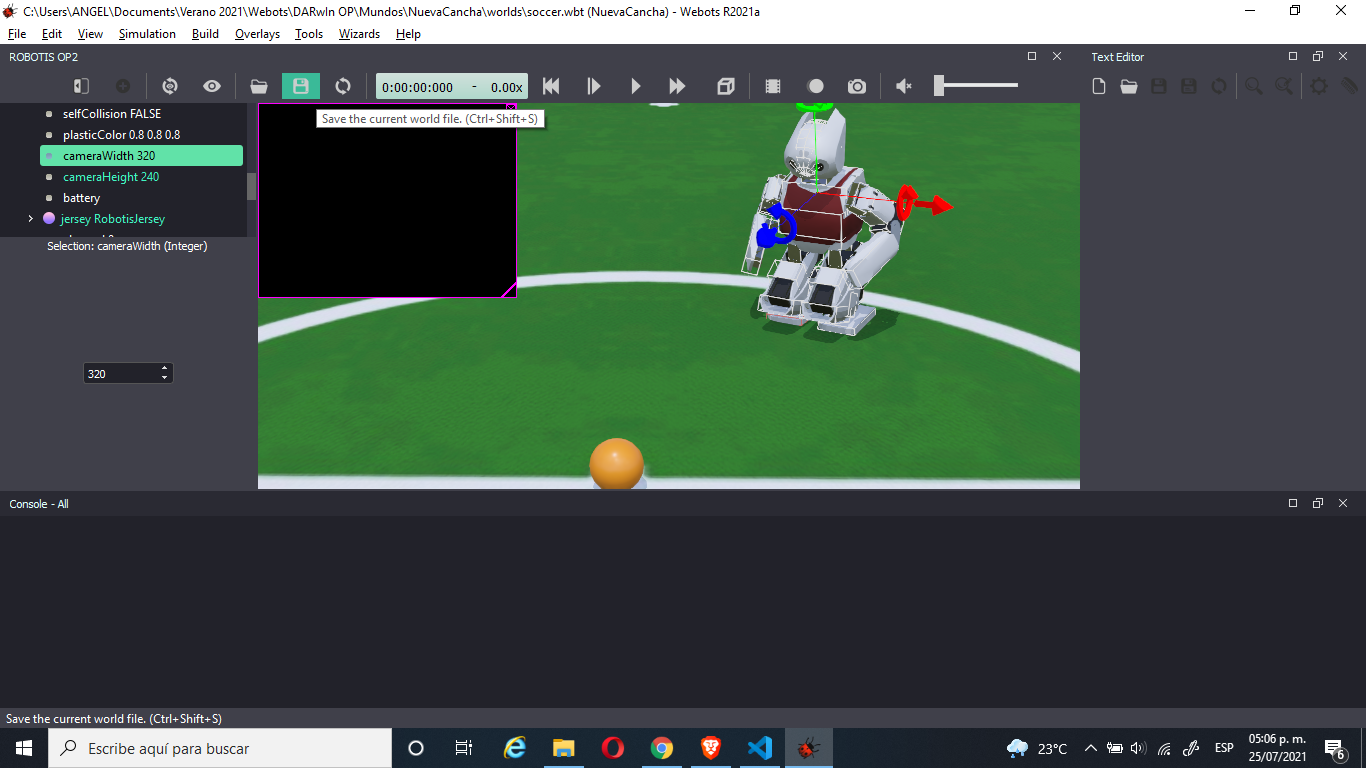 C:\Users\ANGEL\Documents\Verano 2021\Webots\DARwIn OP\Mundos\NuevaCancha\worlds\soccer.wbt (NuevaCancha) - Webots R2021a
File Edit View Simulation Build Overlays Tools Wizards Help
ROBOTIS OP2
Text Editor
0:00:00:000 - 0.00x
selfCollision FALSE
Save the current world file. (Ctrl+Shift+S)
plasticColor 0.8 0.8 0.8
cameraWidth 320
cameraHeight 240
battery
jersey RobotisJersey
Selection: cameraWidth (Integer)
320
Console - All
Save the current world file. (Ctrl+Shift+S)
Escribe aquí para buscar
23°C
ESP
05:06 p. m.
25/07/2021
6